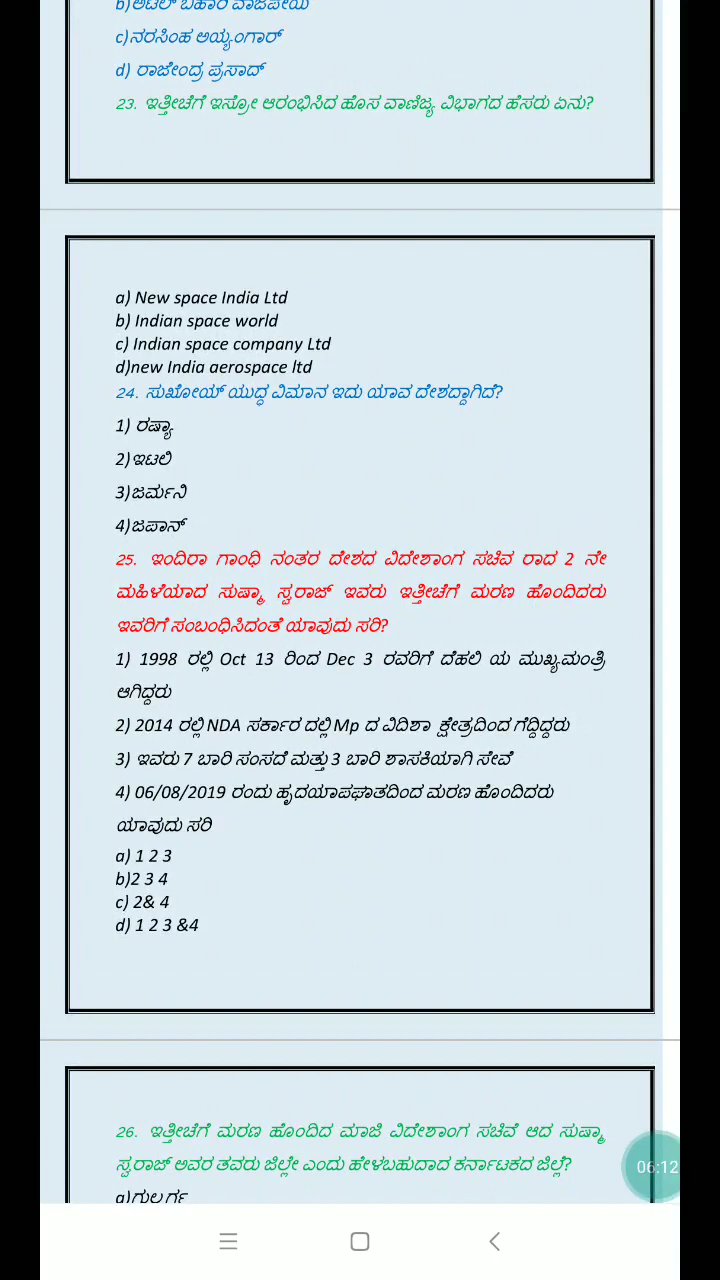 b)ಅಟಲ್ ಬಿಹಾರಿ ವಾಜಪೇಯಿ
c)ನರಸಿಂಹ ಅಯ್ಯಂಗಾರ್
d) ರಾಜೇಂದ್ರ ಪ್ರಸಾದ್
23. ಇತ್ತೀಚೆಗೆ ಇಸ್ರೋ ಆರಂಭಿಸಿದ ಹೊಸ ವಾಣಿಜ್ಯ ವಿಭಾಗದ ಹೆಸರು ಏನು?
a) New space India Ltd
b) Indian space world
c) Indian space company Ltd
d)new India aerospace ltd
24. ಸುಖೋಯ್ ಯುದ್ಧ ವಿಮಾನ ಇದು ಯಾವ ದೇಶದ್ದಾಗಿದೆ?
1) ರಷ್ಯಾ
2)ಇಟಲಿ
3)ಜರ್ಮನಿ
4)ಜಪಾನ್
25. ಇಂದಿರಾ ಗಾಂಧಿ ನಂತರ ದೇಶದ ವಿದೇಶಾಂಗ ಸಚಿವ ರಾದ 2 ನೇ
ಮಹಿಳೆಯಾದ ಸುಷ್ಮಾ ಸ್ವರಾಜ್ ಇವರು ಇತ್ತೀಚೆಗೆ ಮರಣ ಹೊಂದಿದರು
ಇವರಿಗೆ ಸಂಬಂಧಿಸಿದಂತೆ ಯಾವುದು ಸರಿ?
1) 1998 ರಲ್ಲಿ Oct 13 ರಿಂದ Dec 3 ರವರಿಗೆ ದೆಹಲಿ ಯ ಮುಖ್ಯಮಂತ್ರಿ
ಆಗಿದ್ದರು
2) 2014 ರಲ್ಲಿ NDA ಸರ್ಕಾರ ದಲ್ಲಿ Mp ದ ವಿದಿಶಾ ಕ್ಷೇತ್ರದಿಂದ ಗೆದ್ದಿದ್ದರು
3) ಇವರು 7 ಬಾರಿ ಸಂಸದೆ ಮತ್ತು 3 ಬಾರಿ ಶಾಸಕಿಯಾಗಿ ಸೇವೆ
4) 06/08/2019 ರಂದು ಹೃದಯಾಪಘಾತದಿಂದ ಮರಣ ಹೊಂದಿದರು
ಯಾವುದು ಸರಿ
a) 1 2 3
b)2 3 4
c) 2& 4
d) 1 2 3 &4
26. ಇತ್ತೀಚೆಗೆ ಮರಣ ಹೊಂದಿದ ಮಾಜಿ ವಿದೇಶಾಂಗ ಸಚಿವೆ ಆದ ಸುಷ್ಮಾ
ಸ್ವರಾಜ್ ಅವರ ತವರು ಜಿಲ್ಲೇ ಎಂದು ಹೇಳಬಹುದಾದ ಕರ್ನಾಟಕದ ಜಿಲ್ಲೆ?
06:12
a)ಗುಲ್ಬರ್ಗ